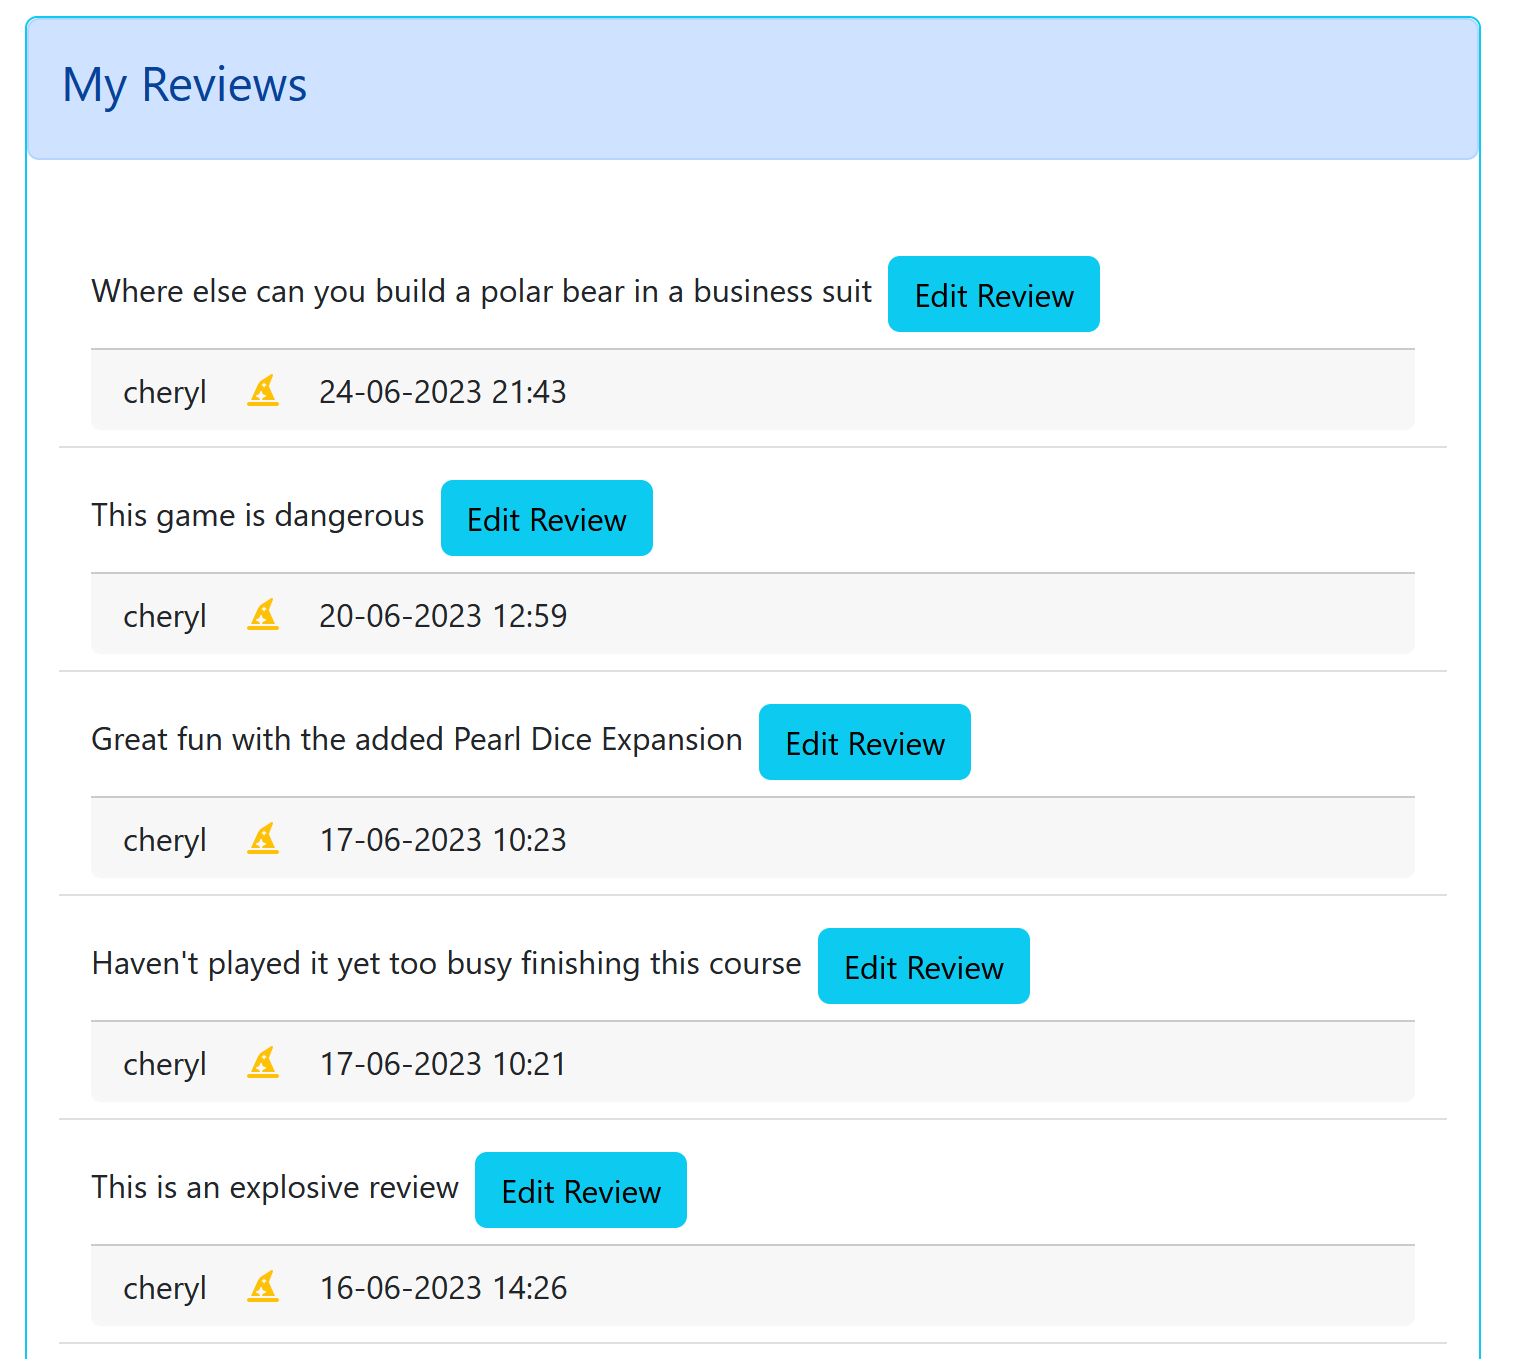 My Reviews
Where else can you build a polar bear in a business suit Edit Review
cheryl 24-06-2023 21:43
This game is dangerous Edit Review
cheryl 20-06-2023 12:59
Great fun with the added Pearl Dice Expansion Edit Review
cheryl 17-06-2023 10:23
Haven't played it yet too busy finishing this course Edit Review
cheryl 17-06-2023 10:21
This is an explosive review Edit Review
cheryl 16-06-2023 14:26